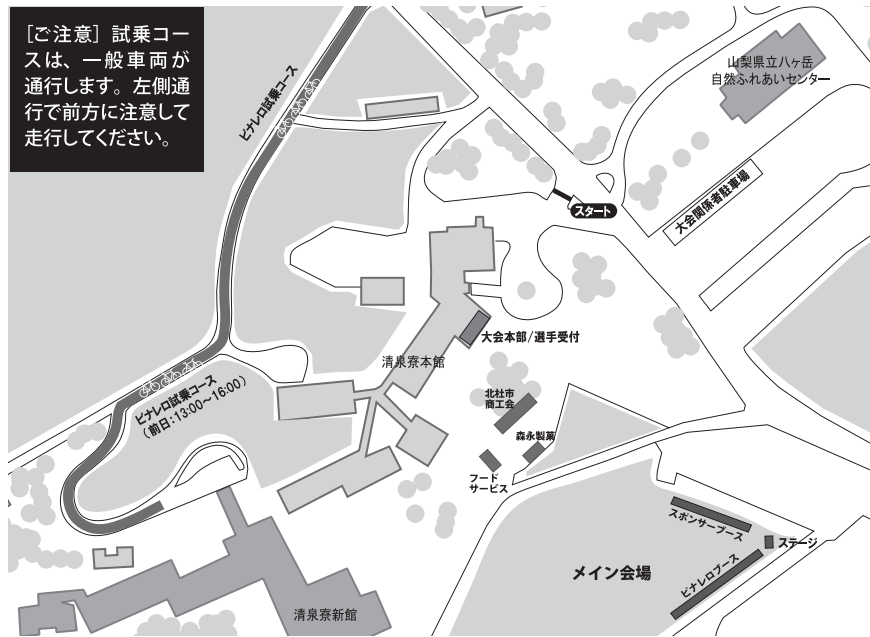 ［ご注意］試乗コー
スは、一般車両が
通行します。左側通
行で前方に注意して
走行してください。
ピナレロ試乗コース
山梨県立八ヶ岳
自然ふれあいセンター
大会関係者駐車場
スタート
大会本部/選手受付
清泉寮本館
ピナレロ試乗コース
（前日：13:00〜16:00）
北杜市
商工会
森永製菓
フード
サービス
スポンサーブース
ステージ
メイン会場
ピナレロブース
清泉寮新館